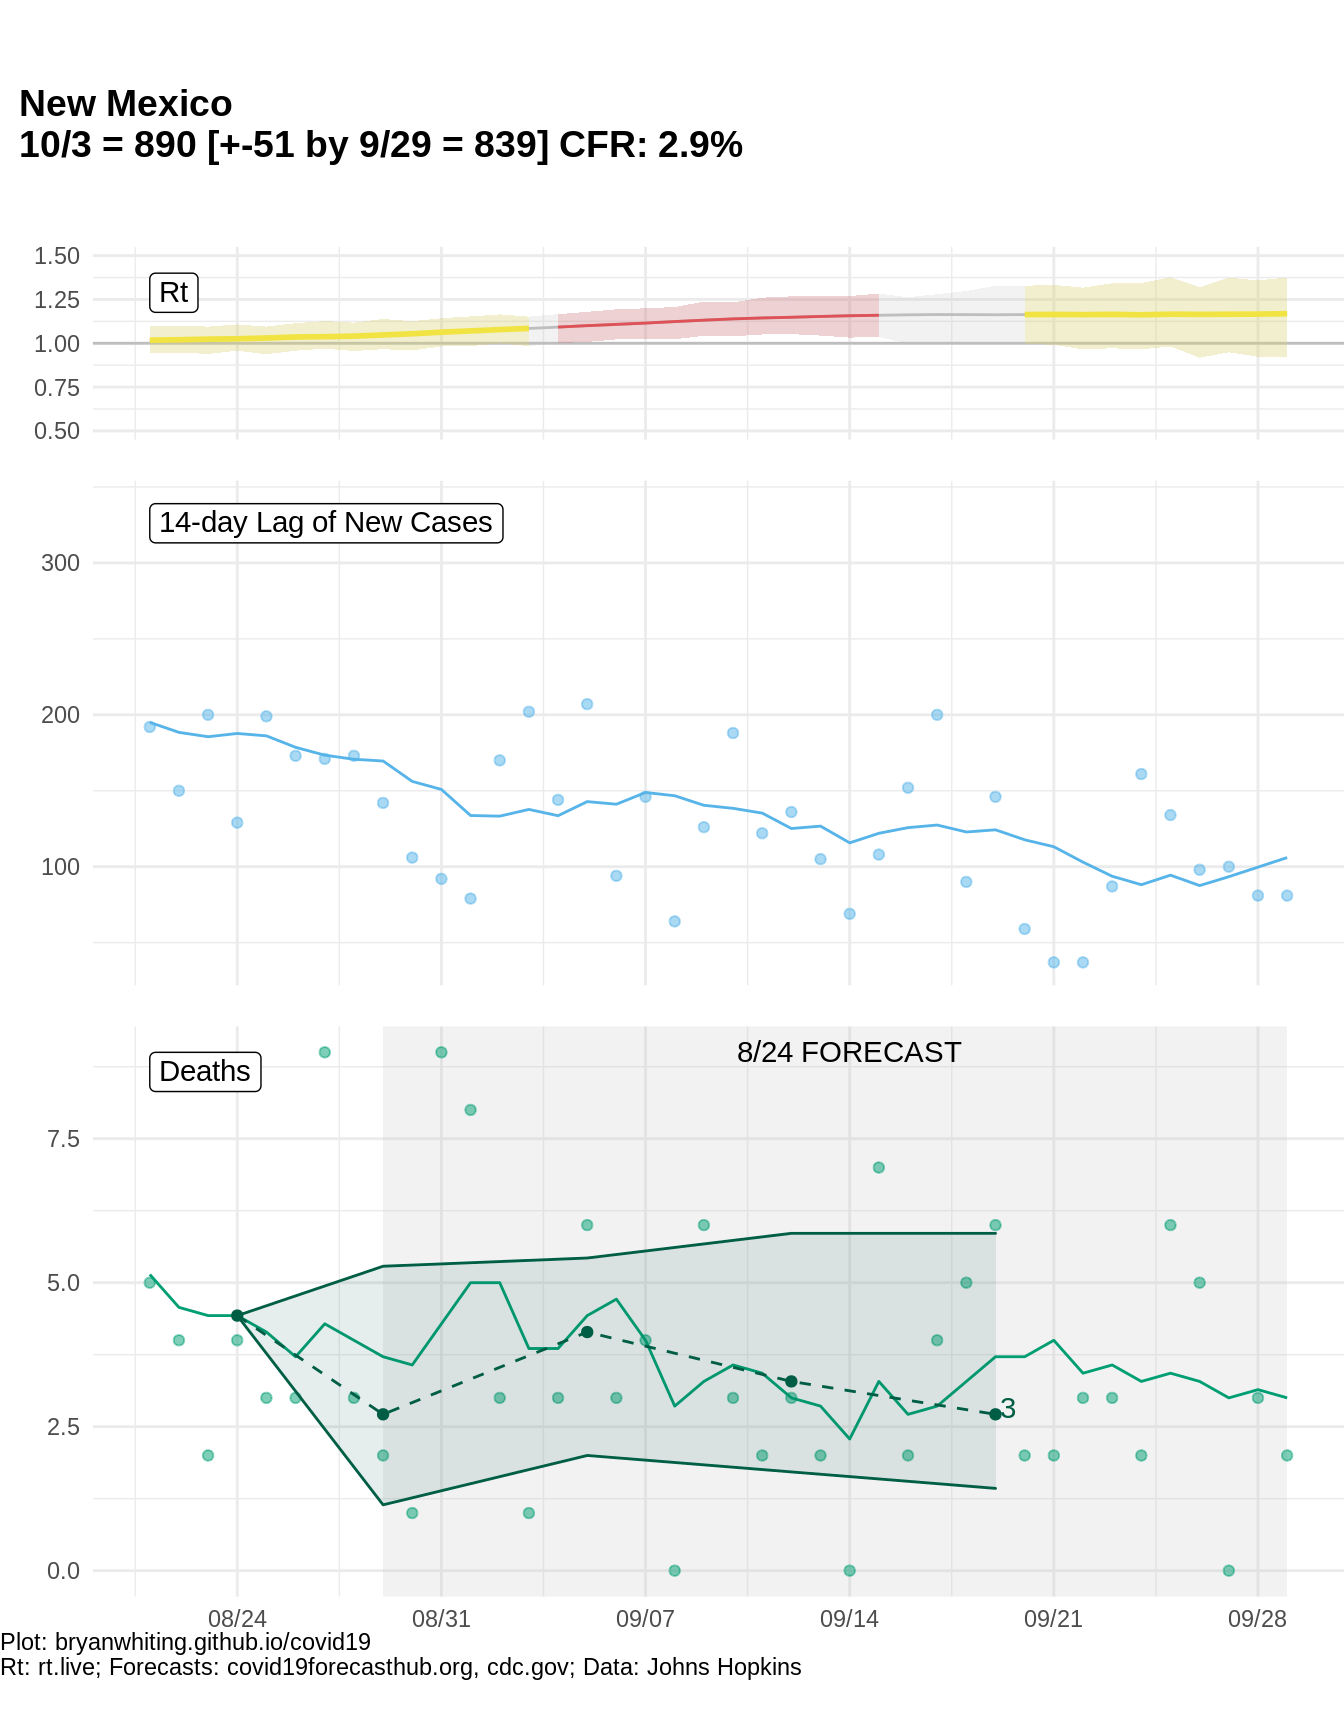 New Mexico
10/3 = 890 [+-51 by 9/29 = 839] CFR: 2.9%
1.50
1.25
1.00
0.75
0.50
Rt
14-day Lag of New Cases
300
200
100
Deaths
8/24 FORECAST
7.5
5.0
2.5
0.0
3
08/24 08/31 09/07 09/14 09/21 09/28
Plot: bryanwhiting.github.io/covid19
Rt: rt.live; Forecasts: covid19forecasthub.org, cdc.gov; Data: Johns Hopkins